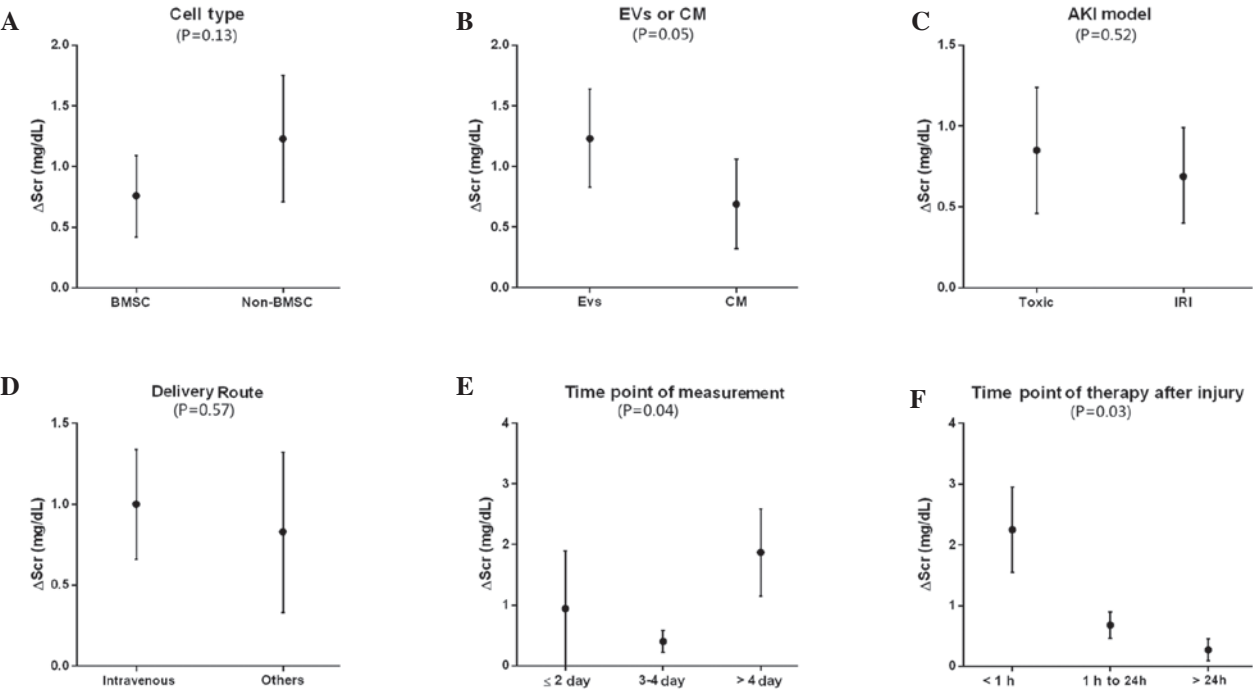 A
Cell type
(P=0.13)
2.0
1.5
1.0
0.5
0.0
ΔScr (mg/dL)
BMSC
Non-BMSC
B
EVs or CM
(P=0.05)
2.0
1.5
1.0
0.5
0.0
ΔScr (mg/dL)
Evs
CM
C
AKI model
(P=0.52)
1.5
1.0
0.5
0.0
ΔScr (mg/dL)
Toxic
IRI
D
Delivery Route
(P=0.57)
1.5
1.0
0.5
0.0
ΔScr (mg/dL)
Intravenous
Others
E
Time point of measurement
(P=0.04)
4
3
2
1
0
ΔScr (mg/dL)
≤ 2 day
3-4 day
> 4 day
F
Time point of therapy after injury
(P=0.03)
4
3
2
1
0
ΔScr (mg/dL)
< 1 h
1 h to 24h
> 24h